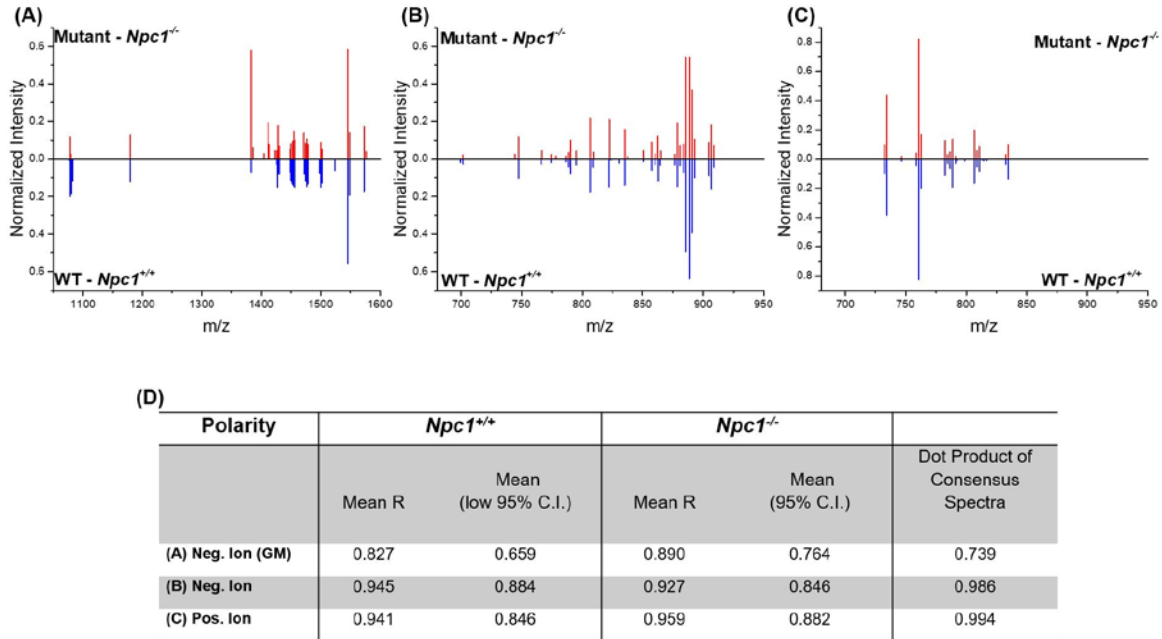 (A)
Mutant - Npc1-/-
Normalized Intensity
0.6
0.4
0.2
0.0
0.2
0.4
0.6
WT - Npc1+/+
1100 1200 1300 1400 1500 1600
m/z
(B)
Mutant - Npc1-/-
Normalized Intensity
0.6
0.4
0.2
0.0
0.2
0.4
0.6
WT - Npc1+/+
700 750 800 850 900 950
m/z
(C)
Mutant - Npc1-/-
Normalized Intensity
0.8
0.6
0.4
0.2
0.0
0.2
0.4
0.6
0.8
WT - Npc1+/+
700 750 800 850 900 950
m/z
(D)
Polarity Npc1+/+ Npc1-/-
Mean R Mean (low 95% C.I.) Mean R Mean (95% C.I.) Dot Product of Consensus Spectra
(A) Neg. Ion (GM) 0.827 0.659 0.890 0.764 0.739
(B) Neg. Ion 0.945 0.884 0.927 0.846 0.986
(C) Pos. Ion 0.941 0.846 0.959 0.882 0.994